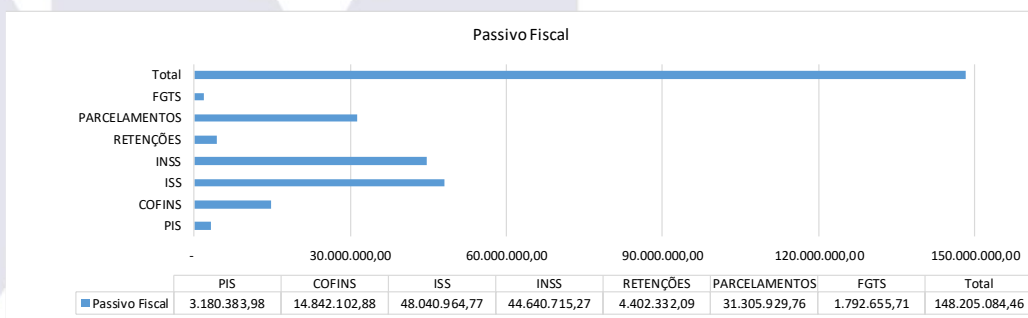 Passivo Fiscal
Total
FGTS
PARCELAMENTOS
RETENÇÕES
INSS
ISS
COFINS
PIS
- 30.000.000,00 60.000.000,00 90.000.000,00 120.000.000,00 150.000.000,00
PIS COFINS ISS INSS RETENÇÕES PARCELAMENTOS FGTS Total
Passivo Fiscal 3.180.383,98 14.842.102,88 48.040.964,77 44.640.715,27 4.402.332,09 31.305.929,76 1.792.655,71 148.205.084,46